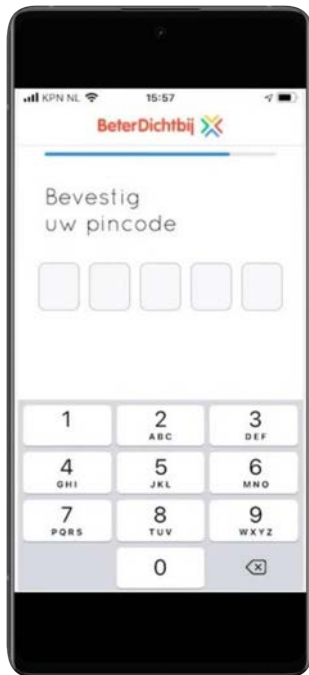 KPN NL 15:57
BeterDichtbij
Bevestig
uw pincode
1 2 3
ABC DEF
4 5 6
GHI JKL MNO
7 8 9
PQRS TUV WXYZ
0